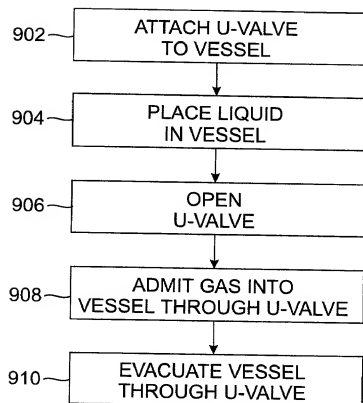 902
ATTACH U-VALVE
TO VESSEL
904
PLACE LIQUID
IN VESSEL
906
OPEN
U-VALVE
908
ADMIT GAS INTO
VESSEL THROUGH U-VALVE
910
EVACUATE VESSEL
THROUGH U-VALVE